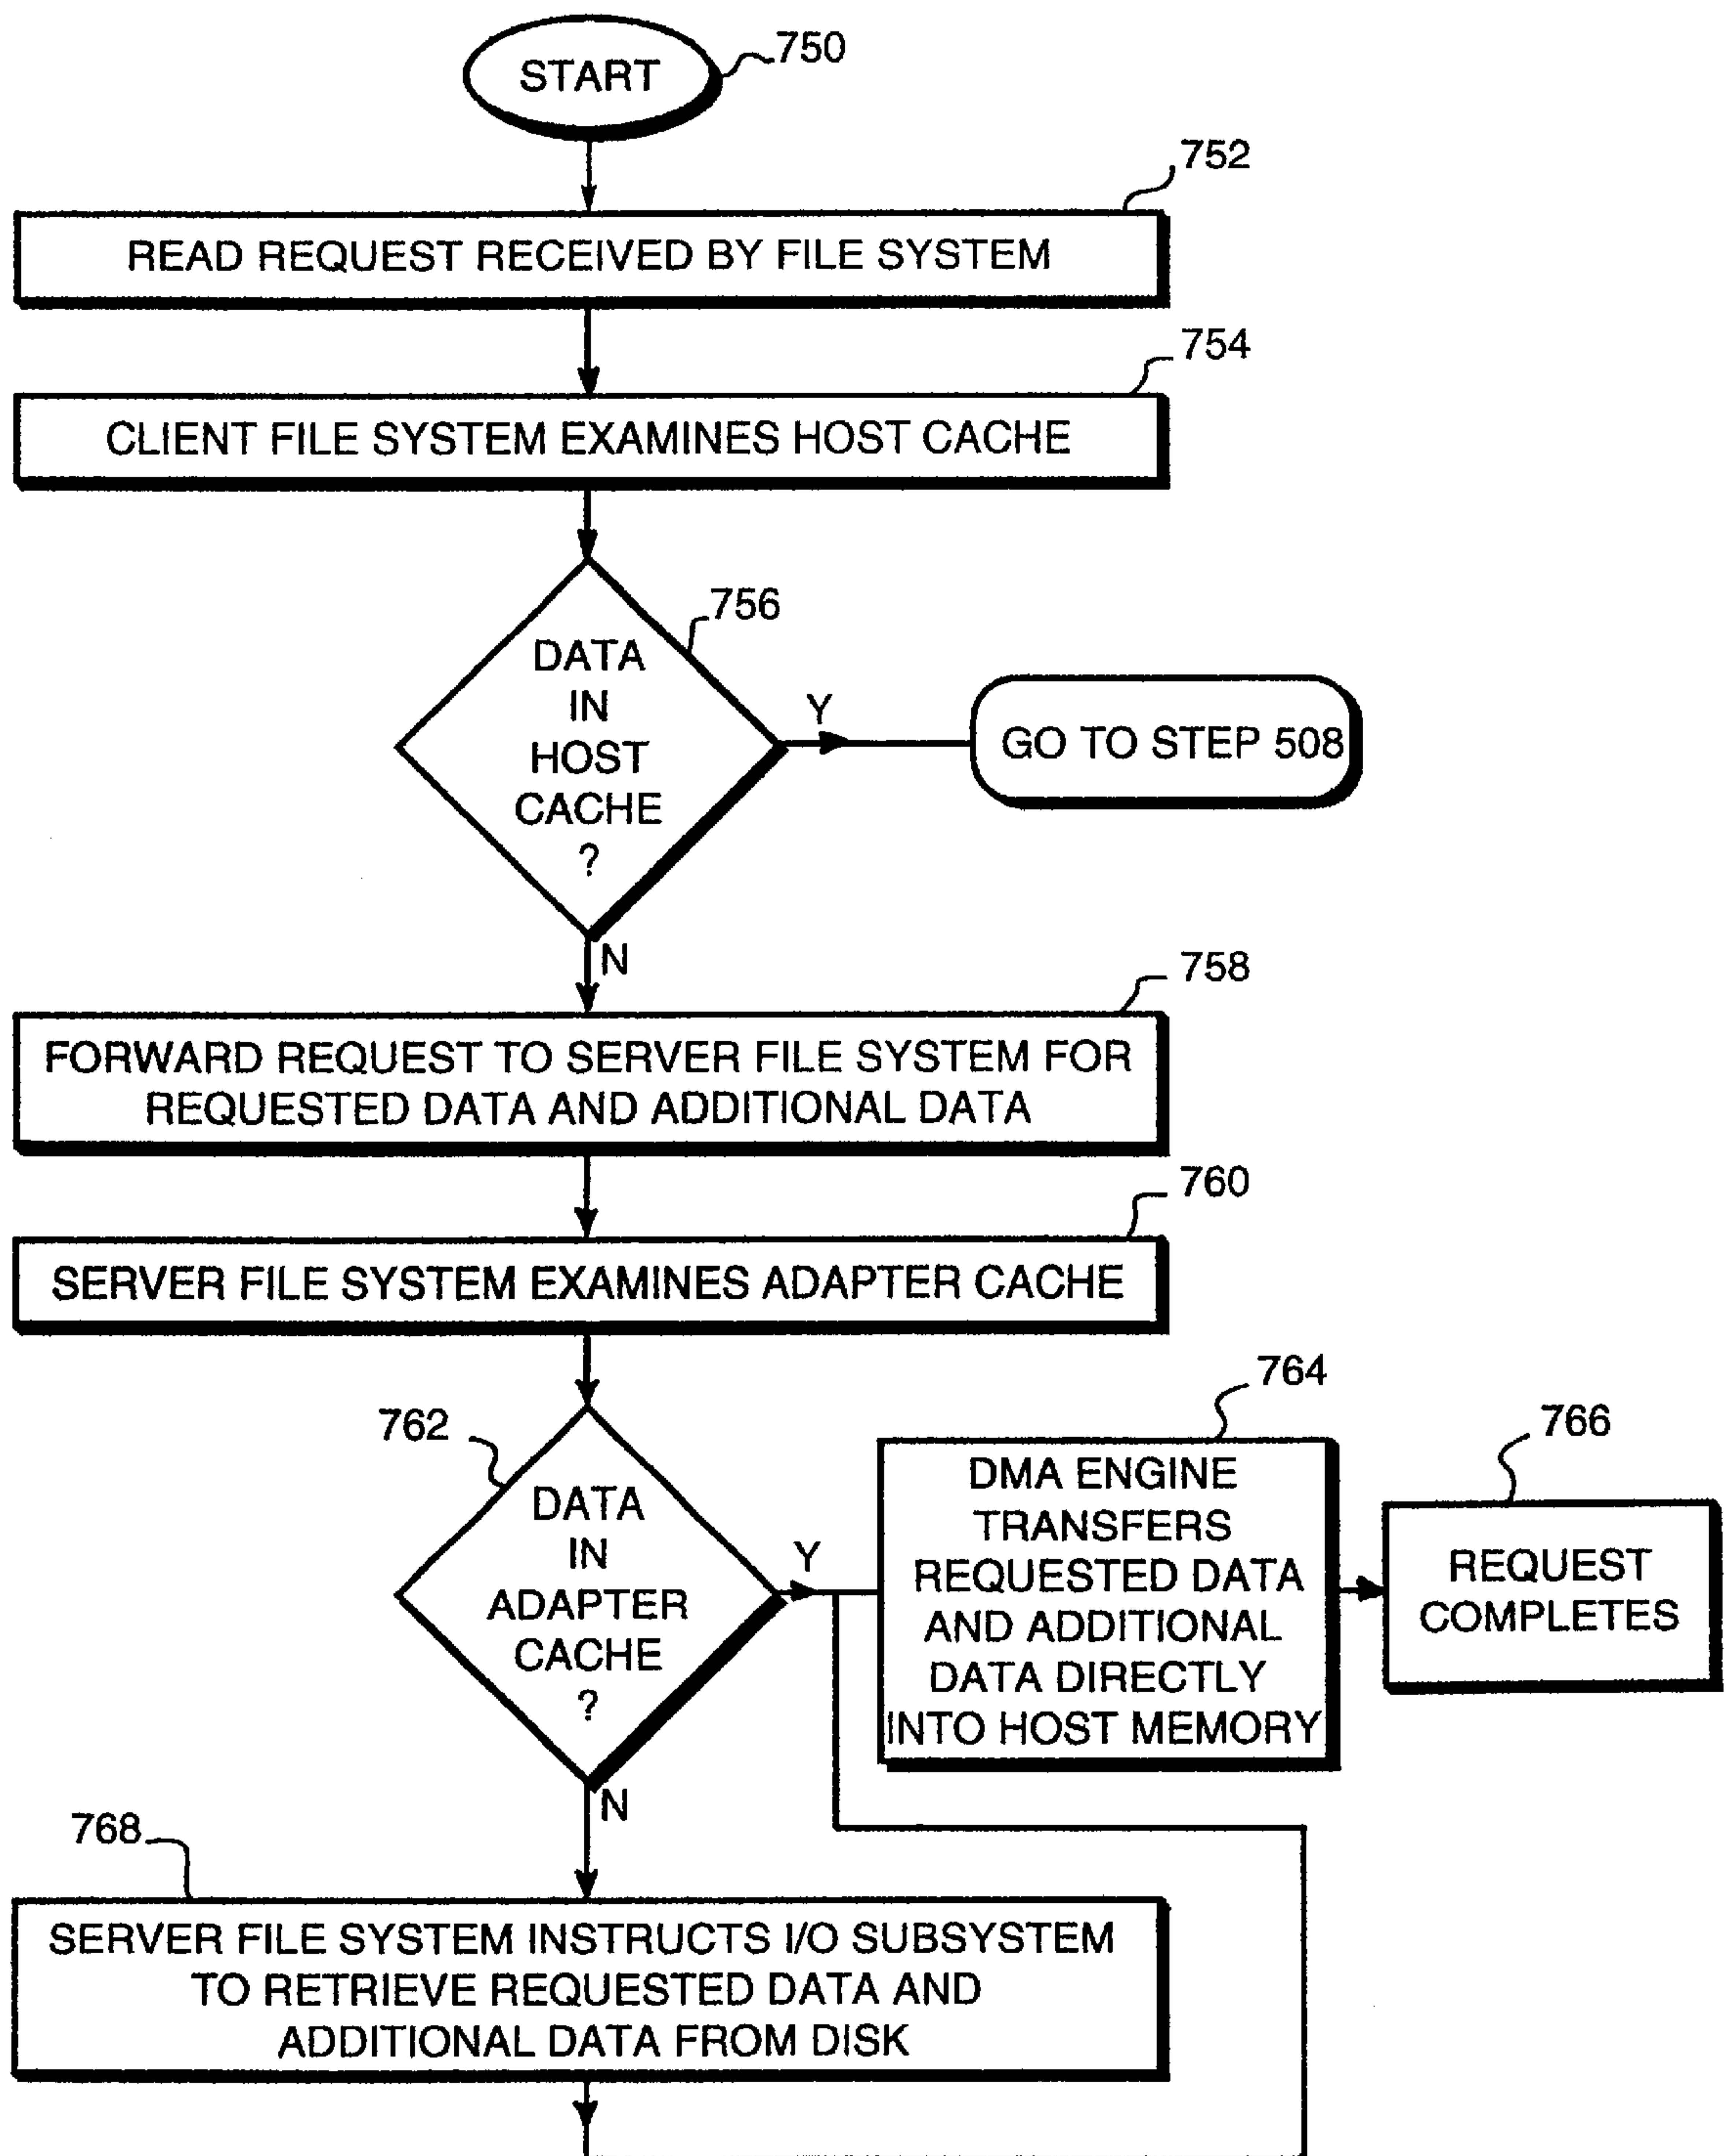 START
750
752
READ REQUEST RECEIVED BY FILE SYSTEM
754
CLIENT FILE SYSTEM EXAMINES HOST CACHE
756
DATA
IN
HOST
CACHE
?
Y
GO TO STEP 508
N
758
FORWARD REQUEST TO SERVER FILE SYSTEM FOR
REQUESTED DATA AND ADDITIONAL DATA
760
SERVER FILE SYSTEM EXAMINES ADAPTER CACHE
762
DATA
IN
ADAPTER
CACHE
?
Y
764
DMA ENGINE
TRANSFERS
REQUESTED DATA
AND ADDITIONAL
DATA DIRECTLY
INTO HOST MEMORY
766
REQUEST
COMPLETES
N
768
SERVER FILE SYSTEM INSTRUCTS I/O SUBSYSTEM
TO RETRIEVE REQUESTED DATA AND
ADDITIONAL DATA FROM DISK